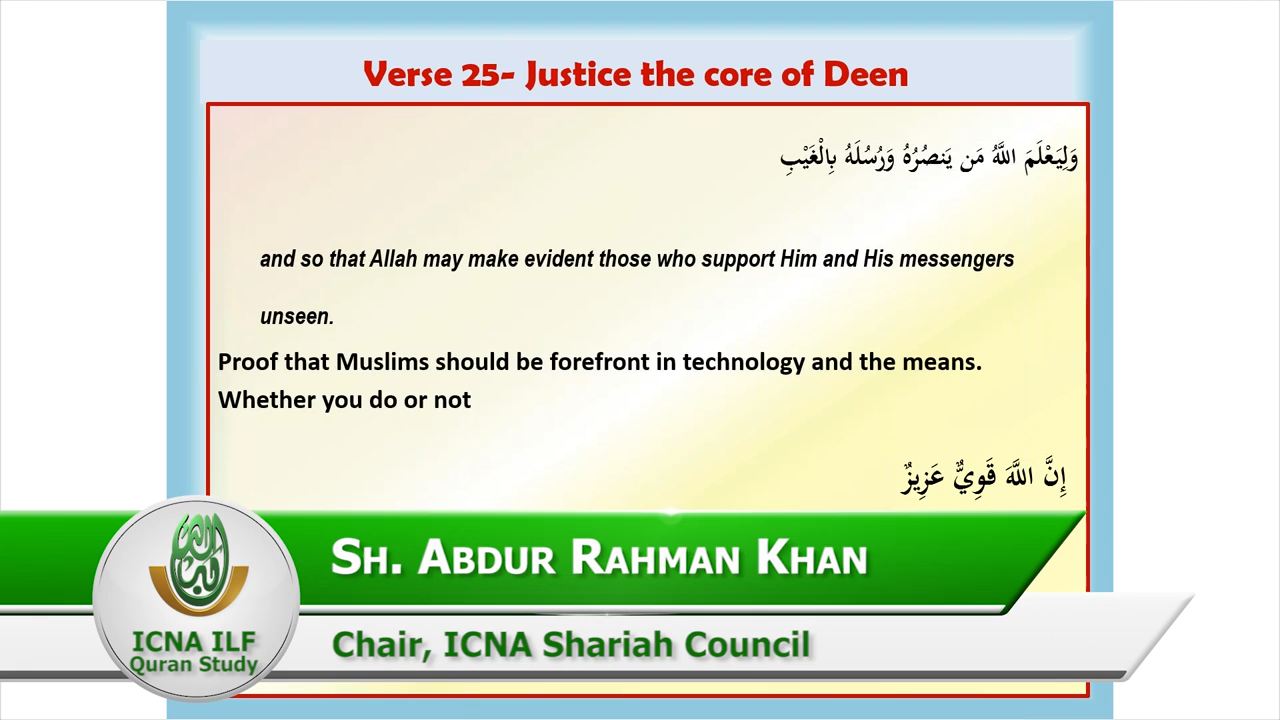 Verse 25- Justice the core of Deen
وَلِيَعْلَمَ اللَّهُ مَن يَنصُرُهُ وَرُسُلَهُ بِالْغَيْبِ
and so that Allah may make evident those who support Him and His messengers
unseen.
Proof that Muslims should be forefront in technology and the means.
Whether you do or not
إِنَّ اللَّهَ قَوِيٌّ عَزِيزٌ
SH. ABDUR RAHMAN KHAN
Chair, ICNA Shariah Council
ICNA ILF
Quran Study